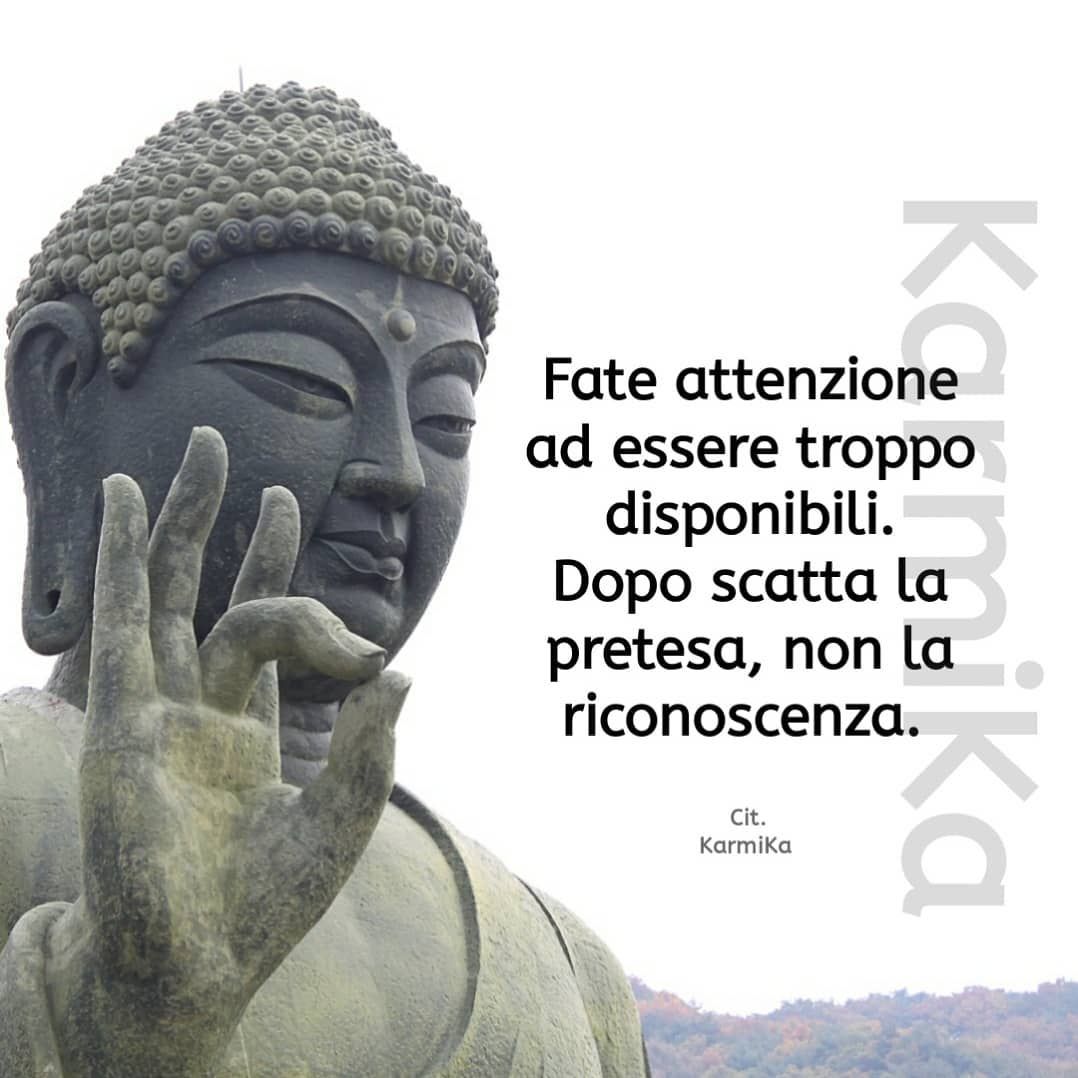 Fate attenzione
ad essere troppo
disponibili.
Dopo scatta la
pretesa, non la
riconoscenza.
Cit.
KarmiKa
KarmiKa